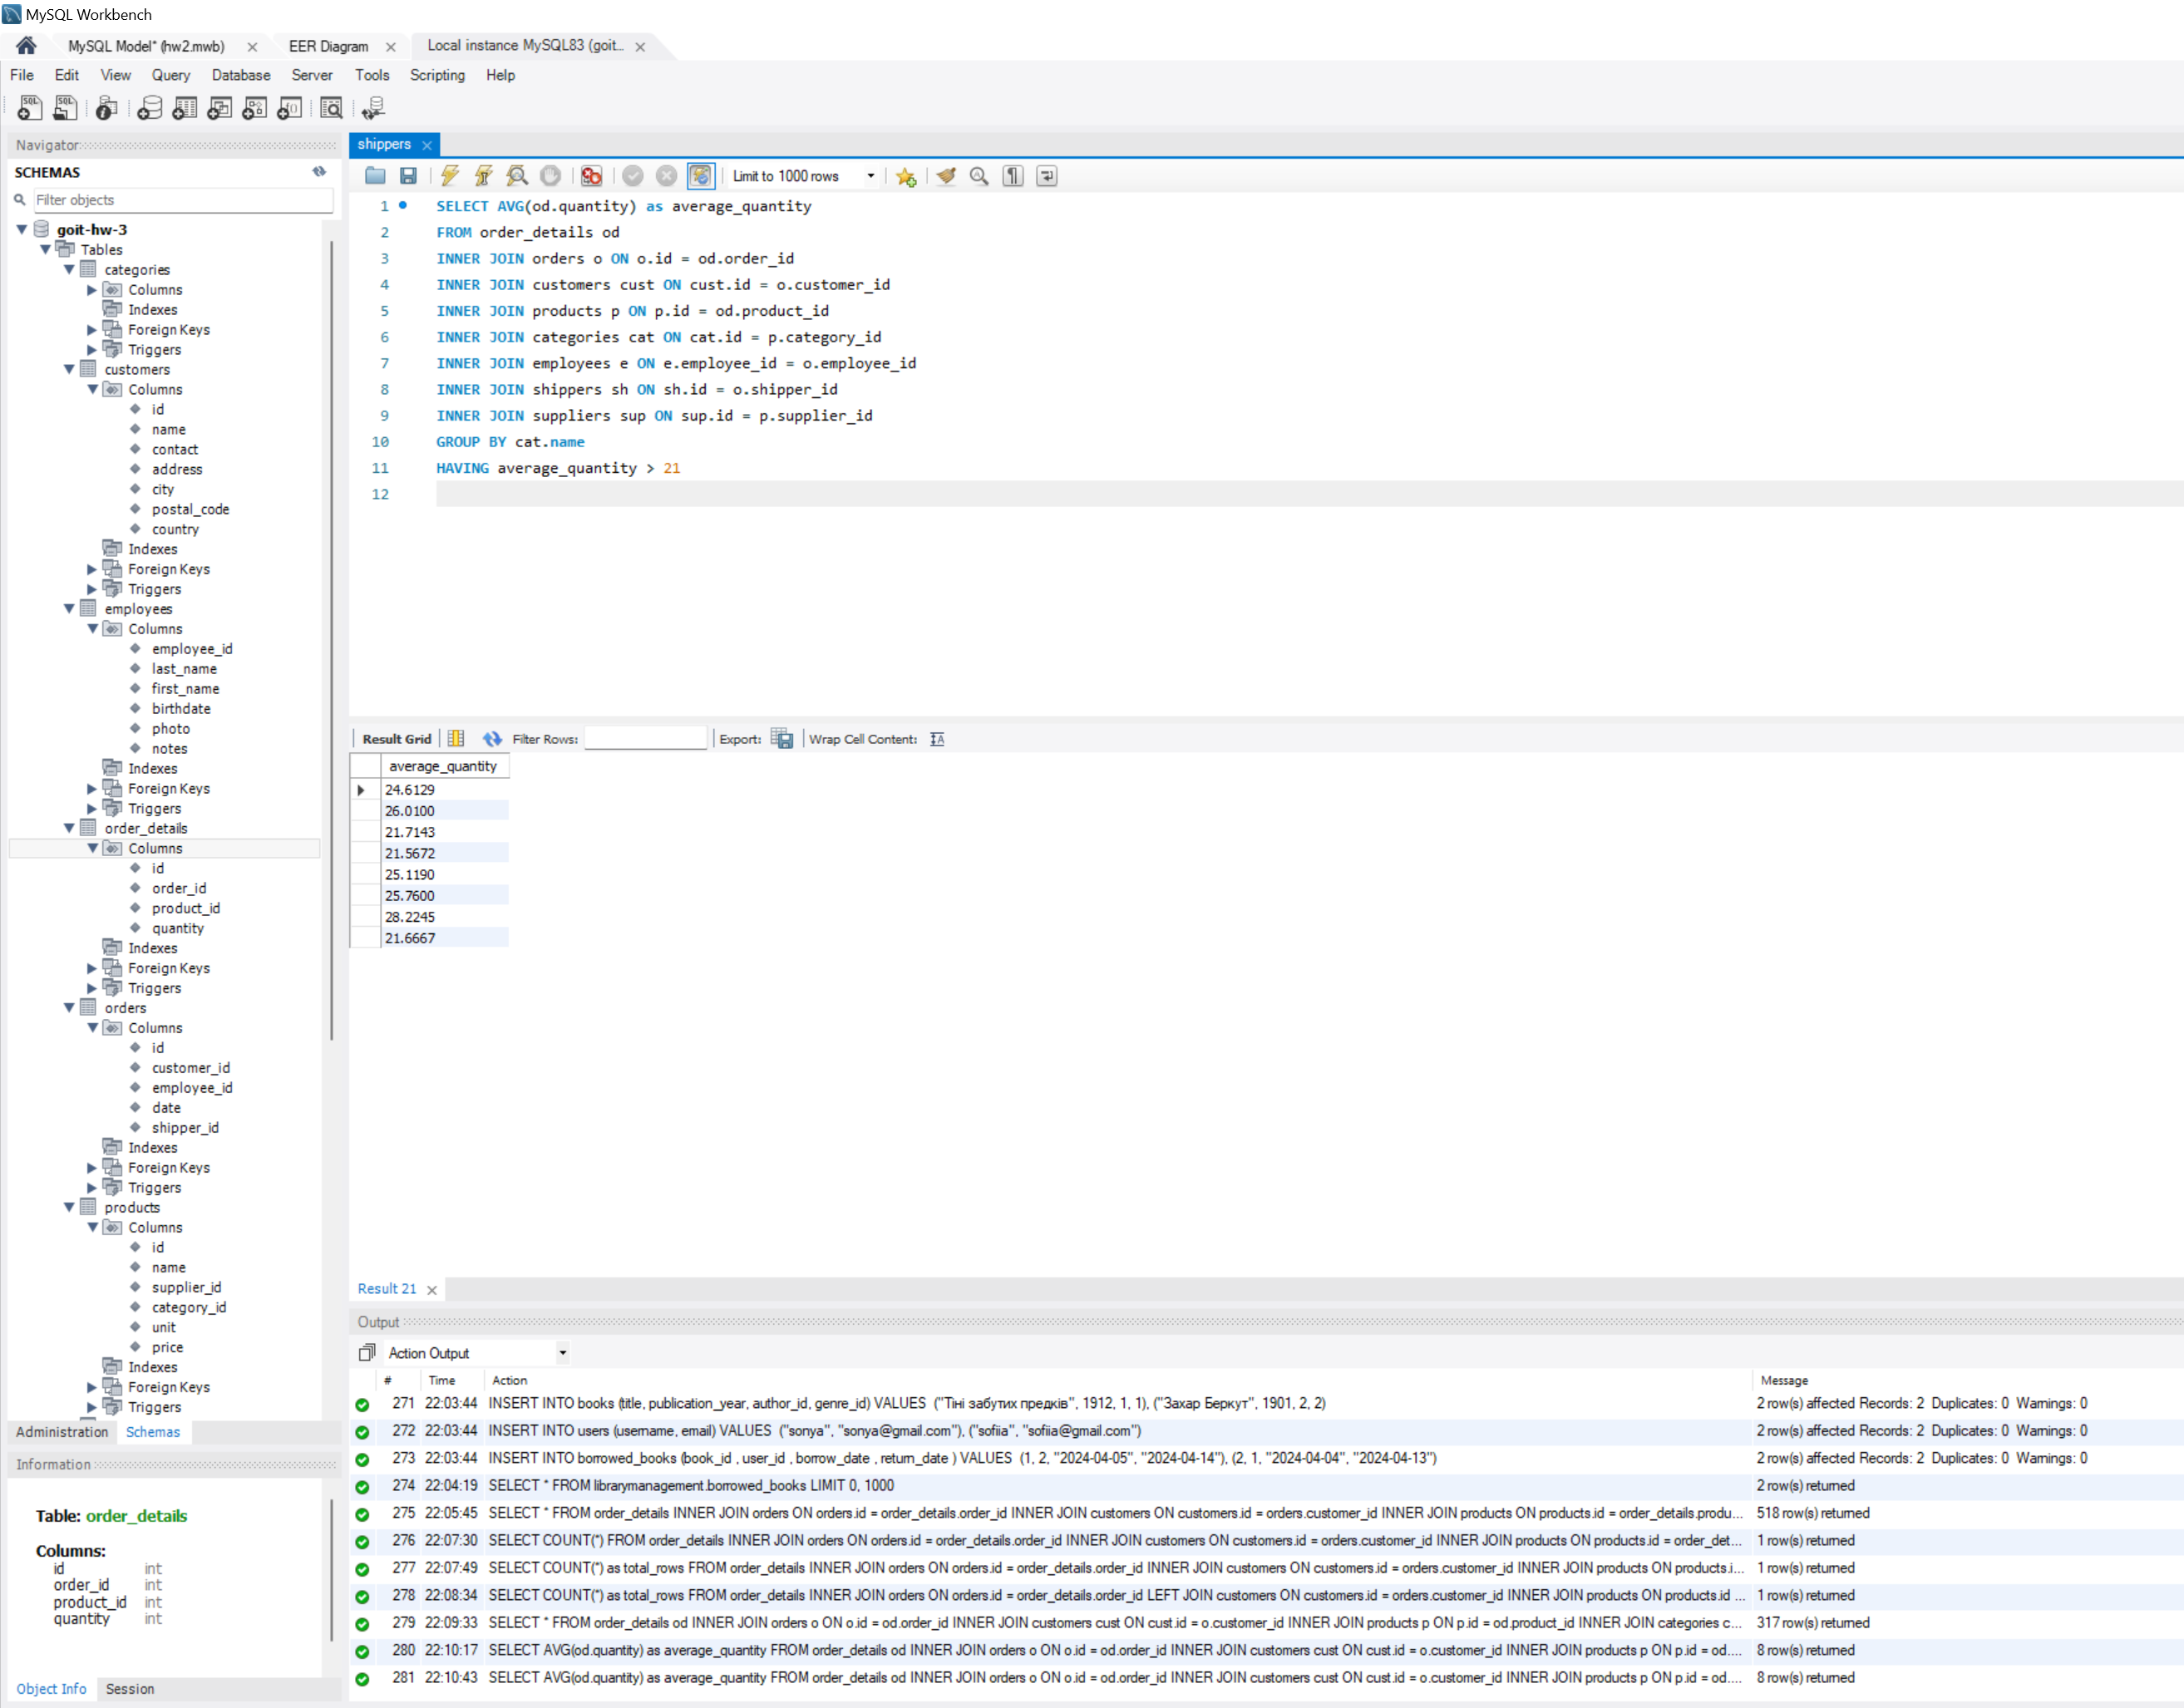 MySQL Workbench
MySQL Model* (hw2.mwb)
EER Diagram
Local instance MySQL83 (goit...
File Edit View Query Database Server Tools Scripting Help
Navigator
SCHEMAS
Filter objects
goit-hw-3
Tables
categories
Columns
Indexes
Foreign Keys
Triggers
customers
Columns
id
name
contact
address
city
postal_code
country
Indexes
Foreign Keys
Triggers
employees
Columns
employee_id
last_name
first_name
birthdate
photo
notes
Indexes
Foreign Keys
Triggers
order_details
Columns
id
order_id
product_id
quantity
Indexes
Foreign Keys
Triggers
orders
Columns
id
customer_id
employee_id
date
shipper_id
Indexes
Foreign Keys
Triggers
products
Columns
id
name
supplier_id
category_id
unit
price
Indexes
Foreign Keys
Triggers
Administration Schemas
Information
Table: order_details
Columns:
id int
order_id int
product_id int
quantity int
Object Info Session
shippers
Limit to 1000 rows
1 SELECT AVG(od.quantity) as average_quantity
2 FROM order_details od
3 INNER JOIN orders o ON o.id = od.order_id
4 INNER JOIN customers cust ON cust.id = o.customer_id
5 INNER JOIN products p ON p.id = od.product_id
6 INNER JOIN categories cat ON cat.id = p.category_id
7 INNER JOIN employees e ON e.employee_id = o.employee_id
8 INNER JOIN shippers sh ON sh.id = o.shipper_id
9 INNER JOIN suppliers sup ON sup.id = p.supplier_id
10 GROUP BY cat.name
11 HAVING average_quantity > 21
12
Result Grid Filter Rows: Export: Wrap Cell Content:
average_quantity
24.6129
26.0100
21.7143
21.5672
25.1190
25.7600
28.2245
21.6667
Result 21
Output
Action Output
# Time Action Message
271 22:03:44 INSERT INTO books (title, publication_year, author_id, genre_id) VALUES ("Тіні забутих предків", 1912, 1, 1), ("Захар Беркут", 1901, 2, 2) 2 row(s) affected Records: 2 Duplicates: 0 Warnings: 0
272 22:03:44 INSERT INTO users (username, email) VALUES ("sonya", "sonya@gmail.com"), ("sofiia", "sofiia@gmail.com") 2 row(s) affected Records: 2 Duplicates: 0 Warnings: 0
273 22:03:44 INSERT INTO borrowed_books (book_id , user_id , borrow_date , return_date ) VALUES (1, 2, "2024-04-05", "2024-04-14"), (2, 1, "2024-04-04", "2024-04-13") 2 row(s) affected Records: 2 Duplicates: 0 Warnings: 0
274 22:04:19 SELECT * FROM librarymanagement.borrowed_books LIMIT 0, 1000 2 row(s) returned
275 22:05:45 SELECT * FROM order_details INNER JOIN orders ON orders.id = order_details.order_id INNER JOIN customers ON customers.id = orders.customer_id INNER JOIN products ON products.id = order_details.produ... 518 row(s) returned
276 22:07:30 SELECT COUNT(*) FROM order_details INNER JOIN orders ON orders.id = order_details.order_id INNER JOIN customers ON customers.id = orders.customer_id INNER JOIN products ON products.id = order_det... 1 row(s) returned
277 22:07:49 SELECT COUNT(*) as total_rows FROM order_details INNER JOIN orders ON orders.id = order_details.order_id INNER JOIN customers ON customers.id = orders.customer_id INNER JOIN products ON products.i... 1 row(s) returned
278 22:08:34 SELECT COUNT(*) as total_rows FROM order_details INNER JOIN orders ON orders.id = order_details.order_id LEFT JOIN customers ON customers.id = orders.customer_id INNER JOIN products ON products.id ... 1 row(s) returned
279 22:09:33 SELECT * FROM order_details od INNER JOIN orders o ON o.id = od.order_id INNER JOIN customers cust ON cust.id = o.customer_id INNER JOIN products p ON p.id = od.product_id INNER JOIN categories c... 317 row(s) returned
280 22:10:17 SELECT AVG(od.quantity) as average_quantity FROM order_details od INNER JOIN orders o ON o.id = od.order_id INNER JOIN customers cust ON cust.id = o.customer_id INNER JOIN products p ON p.id = od.... 8 row(s) returned
281 22:10:43 SELECT AVG(od.quantity) as average_quantity FROM order_details od INNER JOIN orders o ON o.id = od.order_id INNER JOIN customers cust ON cust.id = o.customer_id INNER JOIN products p ON p.id = od.... 8 row(s) returned